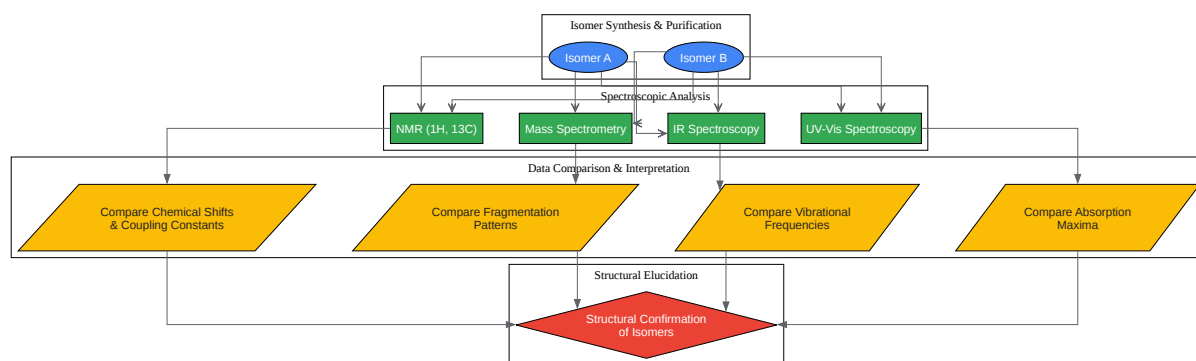 Isomer Synthesis & Purification
Isomer A
Isomer B
Spectroscopic Analysis
NMR (1H, 13C)
Mass Spectrometry
IR Spectroscopy
UV-Vis Spectroscopy
Data Comparison & Interpretation
Compare Chemical Shifts
& Coupling Constants
Compare Fragmentation
Patterns
Compare Vibrational
Frequencies
Compare Absorption
Maxima
Structural Elucidation
Structural Confirmation
of Isomers